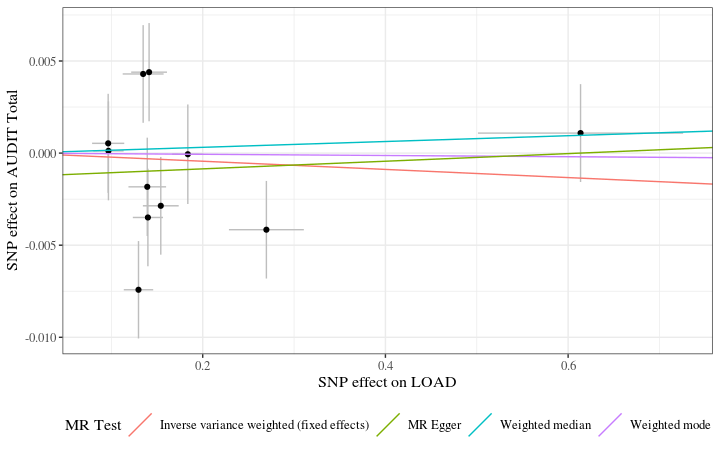 0.005
0.000
-0.005
-0.010
SNP effect on AUDIT Total
0.2 0.4 0.6
SNP effect on LOAD
MR Test Inverse variance weighted (fixed effects) MR Egger Weighted median Weighted mode